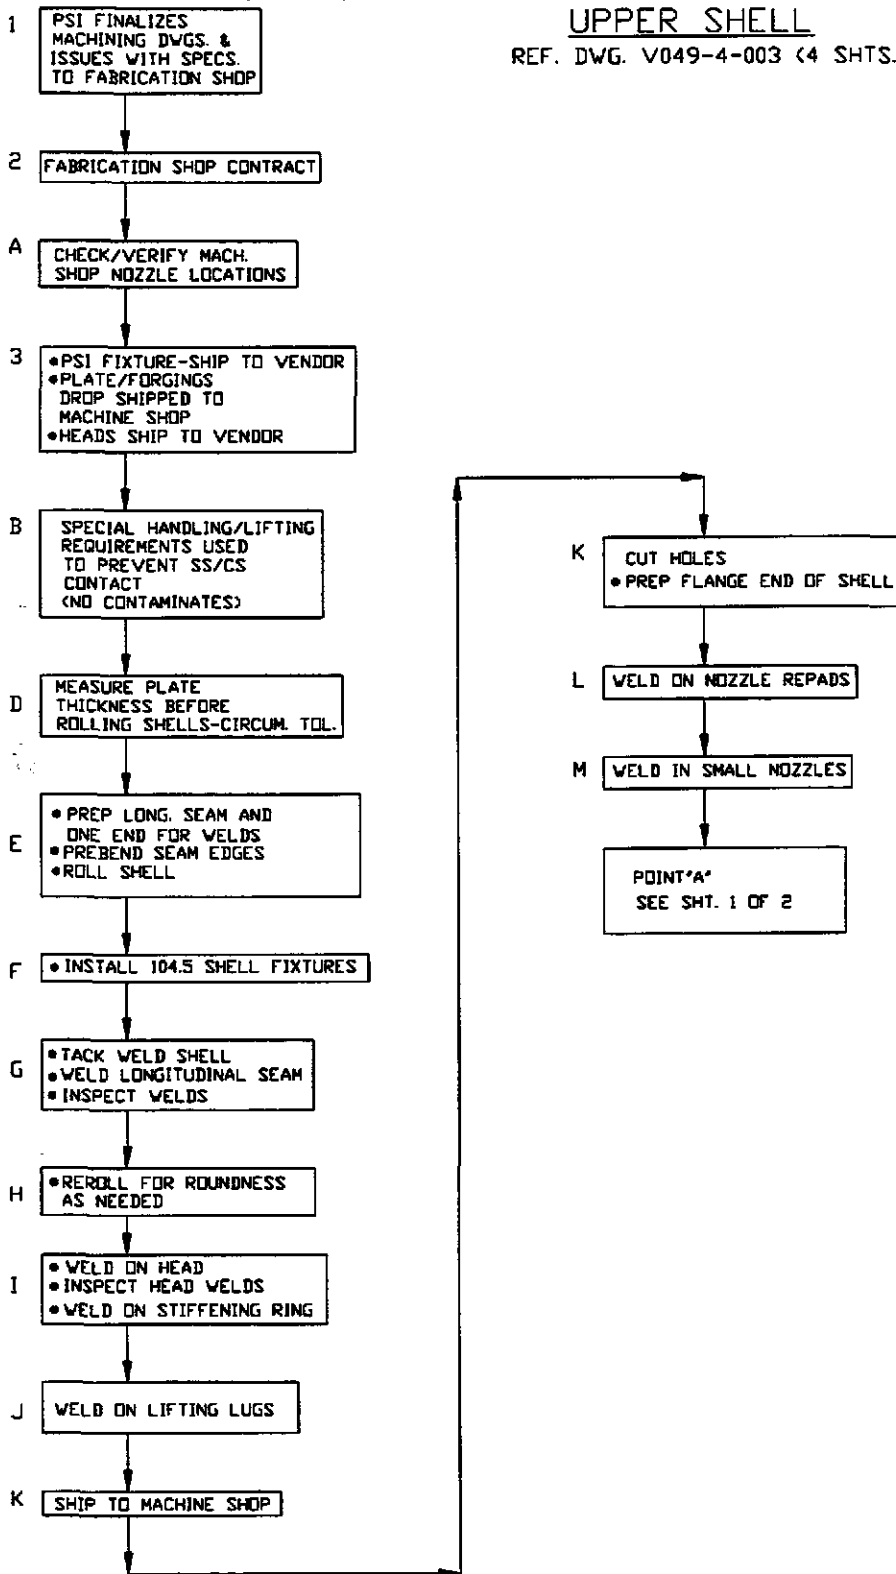 UPPER SHELL
REF. DWG. V049-4-003 (4 SHTS.
1
PSI FINALIZES
MACHINING DWGS. &
ISSUES WITH SPECS.
TO FABRICATION SHOP
2
FABRICATION SHOP CONTRACT
A
CHECK/VERIFY MACH.
SHOP NOZZLE LOCATIONS
3
•PSI FIXTURE-SHIP TO VENDOR
•PLATE/FORGINGS
DROP SHIPPED TO
MACHINE SHOP
•HEADS SHIP TO VENDOR
B
SPECIAL HANDLING/LIFTING
REQUIREMENTS USED
TO PREVENT SS/CS
CONTACT
(NO CONTAMINATES)
D
MEASURE PLATE
THICKNESS BEFORE
ROLLING SHELLS-CIRCUM. TOL.
E
• PREP LONG. SEAM AND
ONE END FOR WELDS
•PREBEND SEAM EDGES
•ROLL SHELL
F
• INSTALL 104.5 SHELL FIXTURES
G
•TACK WELD SHELL
•WELD LONGITUDINAL SEAM
• INSPECT WELDS
H
•REROLL FOR ROUNDNESS
AS NEEDED
I
• WELD ON HEAD
•INSPECT HEAD WELDS
•WELD ON STIFFENING RING
J
WELD ON LIFTING LUGS
K
SHIP TO MACHINE SHOP
K
CUT HOLES
• PREP FLANGE END OF SHELL
L
WELD ON NOZZLE REPADS
M
WELD IN SMALL NOZZLES
POINT"A"
SEE SHT. 1 OF 2